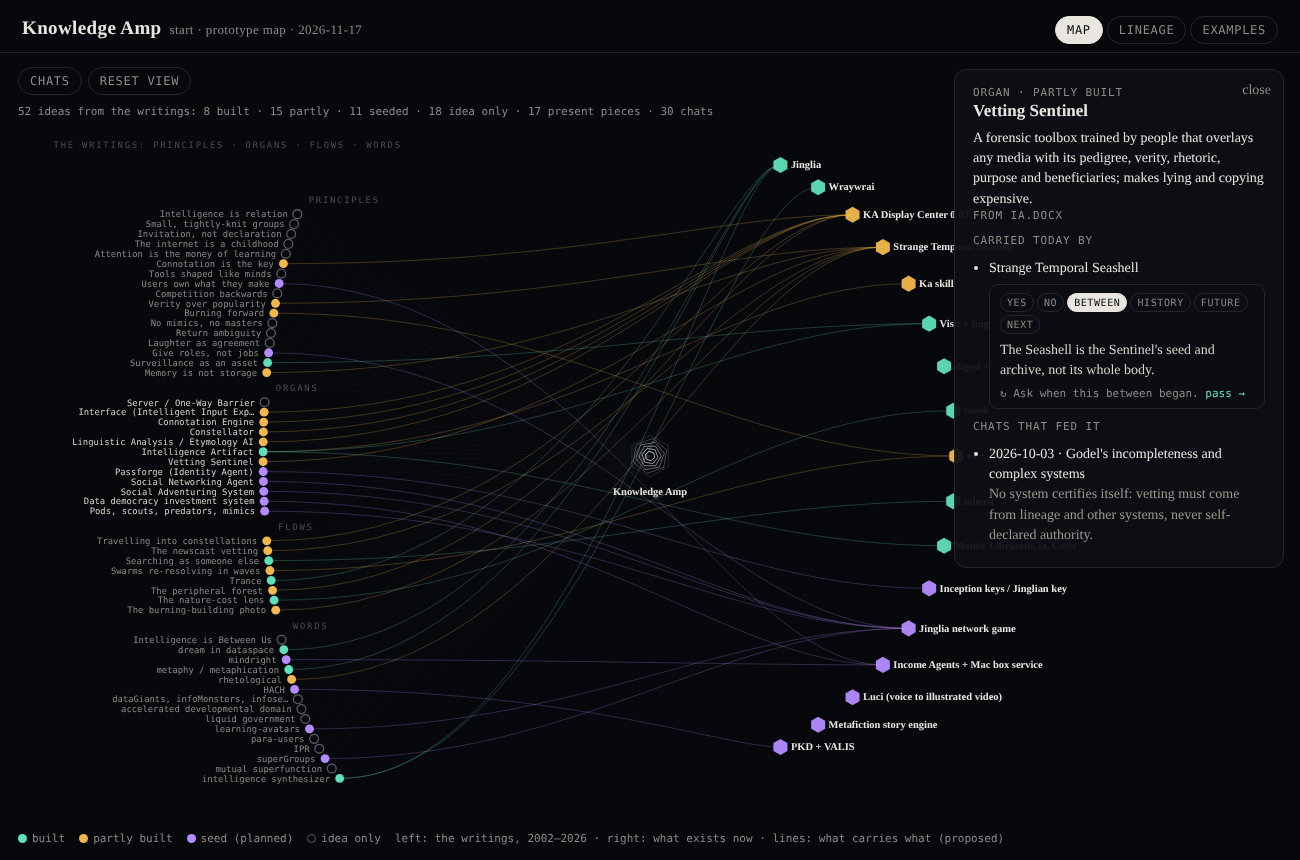 Knowledge Amp start · prototype map · 2026-11-17
MAP LINEAGE EXAMPLES
CHATS RESET VIEW
52 ideas from the writings: 8 built · 15 partly · 11 seeded · 18 idea only · 17 present pieces · 30 chats
THE WRITINGS: PRINCIPLES · ORGANS · FLOWS · WORDS
PRINCIPLES
Intelligence is relation
Small, tightly-knit groups
Invitation, not declaration
The internet is a childhood
Attention is the money of learning
Connotation is the key
Tools shaped like minds
Users own what they make
Competition backwards
Verity over popularity
Burning forward
No mimics, no masters
Return ambiguity
Laughter as agreement
Give roles, not jobs
Surveillance as an asset
Memory is not storage
ORGANS
Server / One-Way Barrier
Interface (Intelligent Input Exp…
Connotation Engine
Constellator
Linguistic Analysis / Etymology AI
Intelligence Artifact
Vetting Sentinel
Passforge (Identity Agent)
Social Networking Agent
Social Adventuring System
Data democracy investment system
Pods, scouts, predators, mimics
FLOWS
Travelling into constellations
The newscast vetting
Searching as someone else
Swarms re-resolving in waves
Trance
The peripheral forest
The nature-cost lens
The burning-building photo
WORDS
Intelligence is Between Us
dream in dataspace
mindright
metaphy / metaphication
rhetological
HACH
dataGiants, infoMonsters, infose…
accelerated developmental domain
liquid government
learning-avatars
para-users
IPR
superGroups
mutual superfunction
intelligence synthesizer
Knowledge Amp
Jinglia
Wraywrai
KA Display Center
Strange Temp
Ka skill
Inception keys / Jinglian key
Jinglia network game
Income Agents + Mac box service
Luci (voice to illustrated video)
Metafiction story engine
PKD + VALIS
ORGAN · PARTLY BUILT
close
Vetting Sentinel
A forensic toolbox trained by people that overlays
any media with its pedigree, verity, rhetoric,
purpose and beneficiaries; makes lying and copying
expensive.
FROM IA.DOCX
CARRIED TODAY BY
• Strange Temporal Seashell
YES NO BETWEEN HISTORY FUTURE
NEXT
The Seashell is the Sentinel's seed and
archive, not its whole body.
↻ Ask when this between began. pass →
CHATS THAT FED IT
• 2026-10-03 · Godel's incompleteness and
complex systems
No system certifies itself: vetting must come
from lineage and other systems, never self-
declared authority.
built partly built seed (planned) idea only left: the writings, 2002–2026 · right: what exists now · lines: what carries what (proposed)